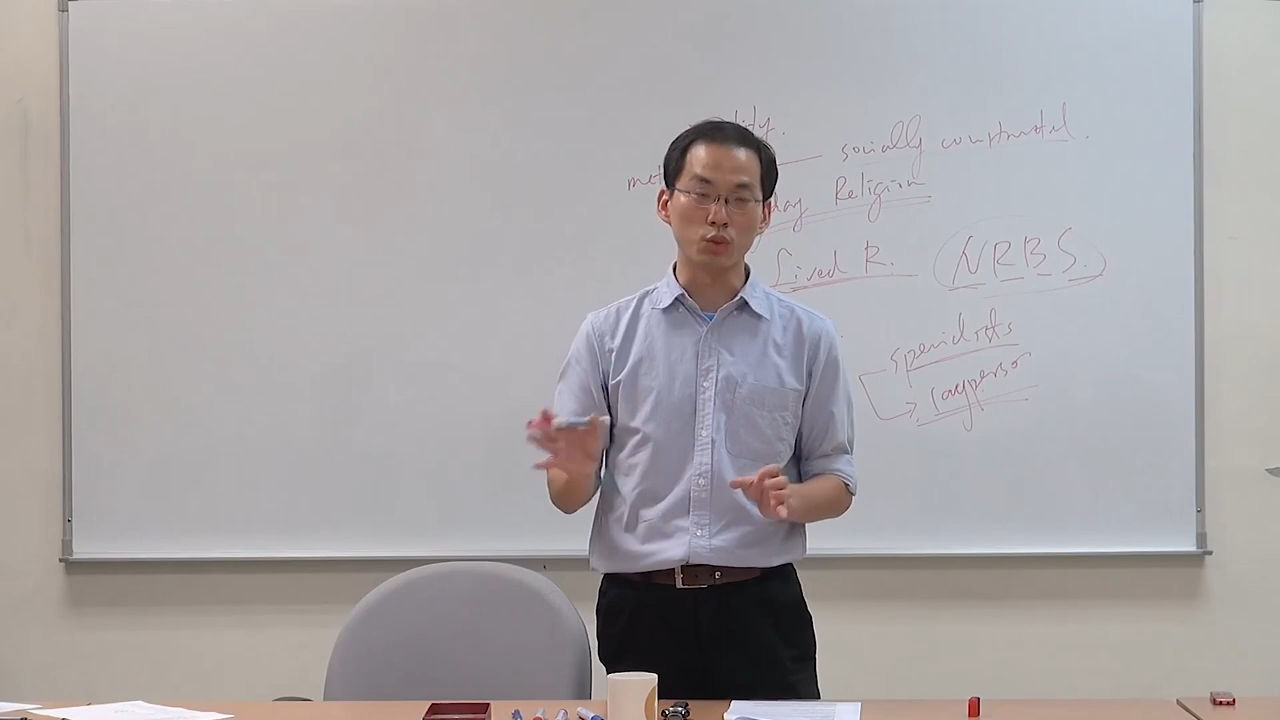 socially constructed.
Religion
Lived R. NRBS.
specialists
layperson